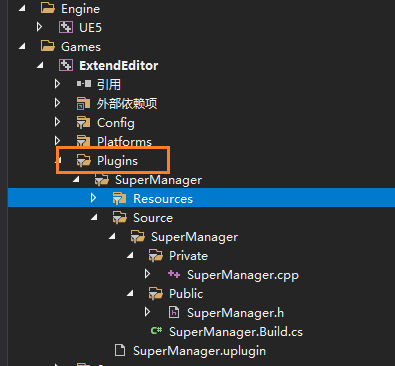 Engine
UE5
Games
ExtendEditor
引用
外部依赖项
Config
Platforms
Plugins
SuperManager
Resources
Source
SuperManager
Private
SuperManager.cpp
Public
SuperManager.h
SuperManager.Build.cs
SuperManager.uplugin